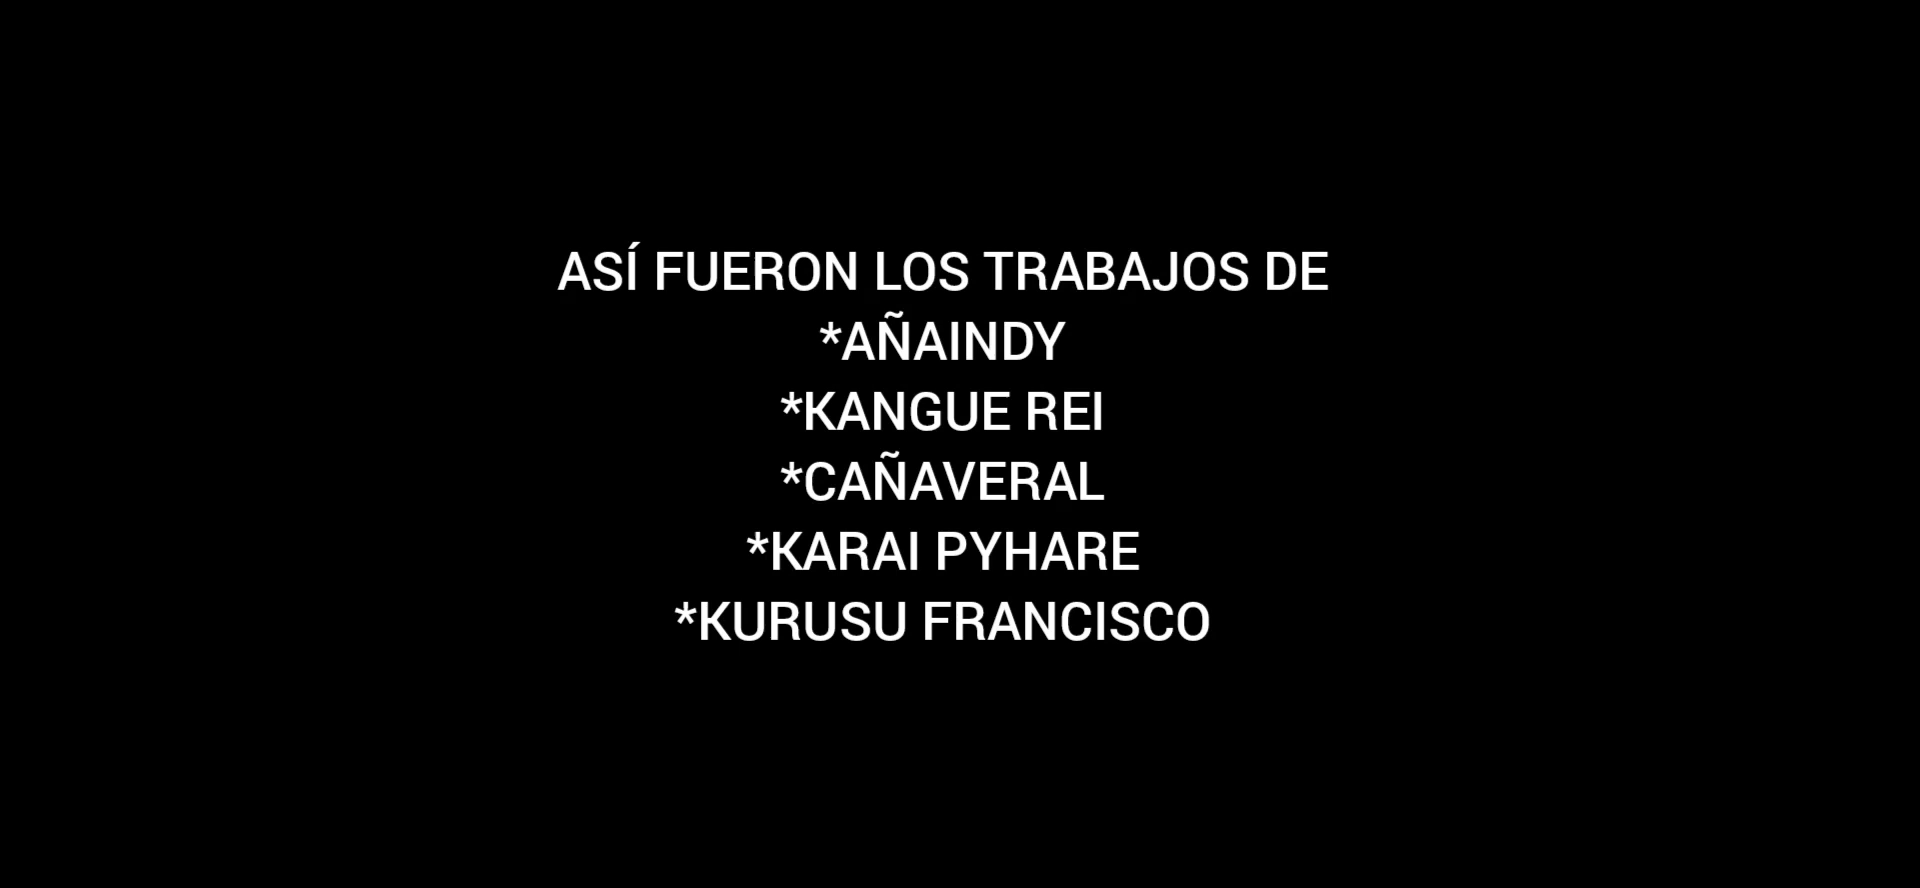 ASÍ FUERON LOS TRABAJOS DE
*AÑAINDY
*KANGUE REI
*CAÑAVERAL
*KARAI PYHARE
*KURUSU FRANCISCO